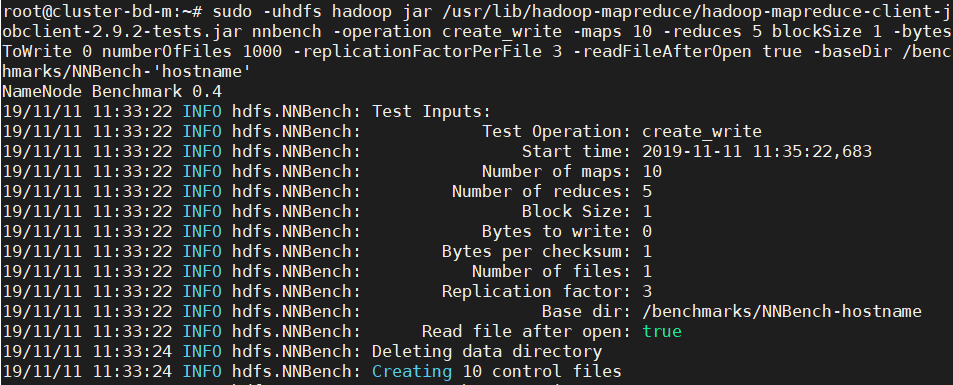 root@cluster-bd-m:~# sudo -uhdfs hadoop jar /usr/lib/hadoop-mapreduce/hadoop-mapreduce-client-j
obclient-2.9.2-tests.jar nnbench -operation create_write -maps 10 -reduces 5 blockSize 1 -bytes
ToWrite 0 numberOfFiles 1000 -replicationFactorPerFile 3 -readFileAfterOpen true -baseDir /benc
hmarks/NNBench-'hostname'
NameNode Benchmark 0.4
19/11/11 11:33:22 INFO hdfs.NNBench: Test Inputs:
19/11/11 11:33:22 INFO hdfs.NNBench:            Test Operation: create_write
19/11/11 11:33:22 INFO hdfs.NNBench:                Start time: 2019-11-11 11:35:22,683
19/11/11 11:33:22 INFO hdfs.NNBench:            Number of maps: 10
19/11/11 11:33:22 INFO hdfs.NNBench:         Number of reduces: 5
19/11/11 11:33:22 INFO hdfs.NNBench:                Block Size: 1
19/11/11 11:33:22 INFO hdfs.NNBench:            Bytes to write: 0
19/11/11 11:33:22 INFO hdfs.NNBench:        Bytes per checksum: 1
19/11/11 11:33:22 INFO hdfs.NNBench:           Number of files: 1
19/11/11 11:33:22 INFO hdfs.NNBench:        Replication factor: 3
19/11/11 11:33:22 INFO hdfs.NNBench:                  Base dir: /benchmarks/NNBench-hostname
19/11/11 11:33:22 INFO hdfs.NNBench:      Read file after open: true
19/11/11 11:33:24 INFO hdfs.NNBench: Deleting data directory
19/11/11 11:33:24 INFO hdfs.NNBench: Creating 10 control files